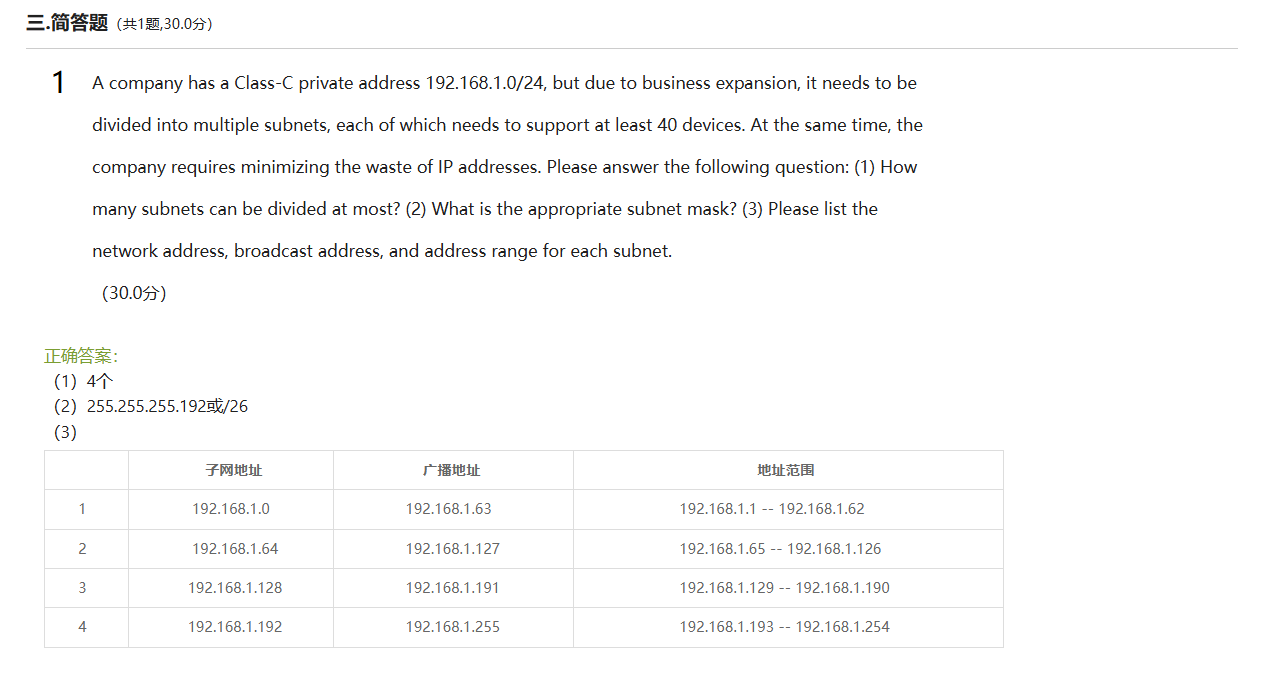 三.简答题（共1题,30.0分）
1 A company has a Class-C private address 192.168.1.0/24, but due to business expansion, it needs to be
divided into multiple subnets, each of which needs to support at least 40 devices. At the same time, the
company requires minimizing the waste of IP addresses. Please answer the following question: (1) How
many subnets can be divided at most? (2) What is the appropriate subnet mask? (3) Please list the
network address, broadcast address, and address range for each subnet.
（30.0分）
正确答案：
（1）4个
（2）255.255.255.192或/26
（3）
子网地址 广播地址 地址范围
1 192.168.1.0 192.168.1.63 192.168.1.1 -- 192.168.1.62
2 192.168.1.64 192.168.1.127 192.168.1.65 -- 192.168.1.126
3 192.168.1.128 192.168.1.191 192.168.1.129 -- 192.168.1.190
4 192.168.1.192 192.168.1.255 192.168.1.193 -- 192.168.1.254